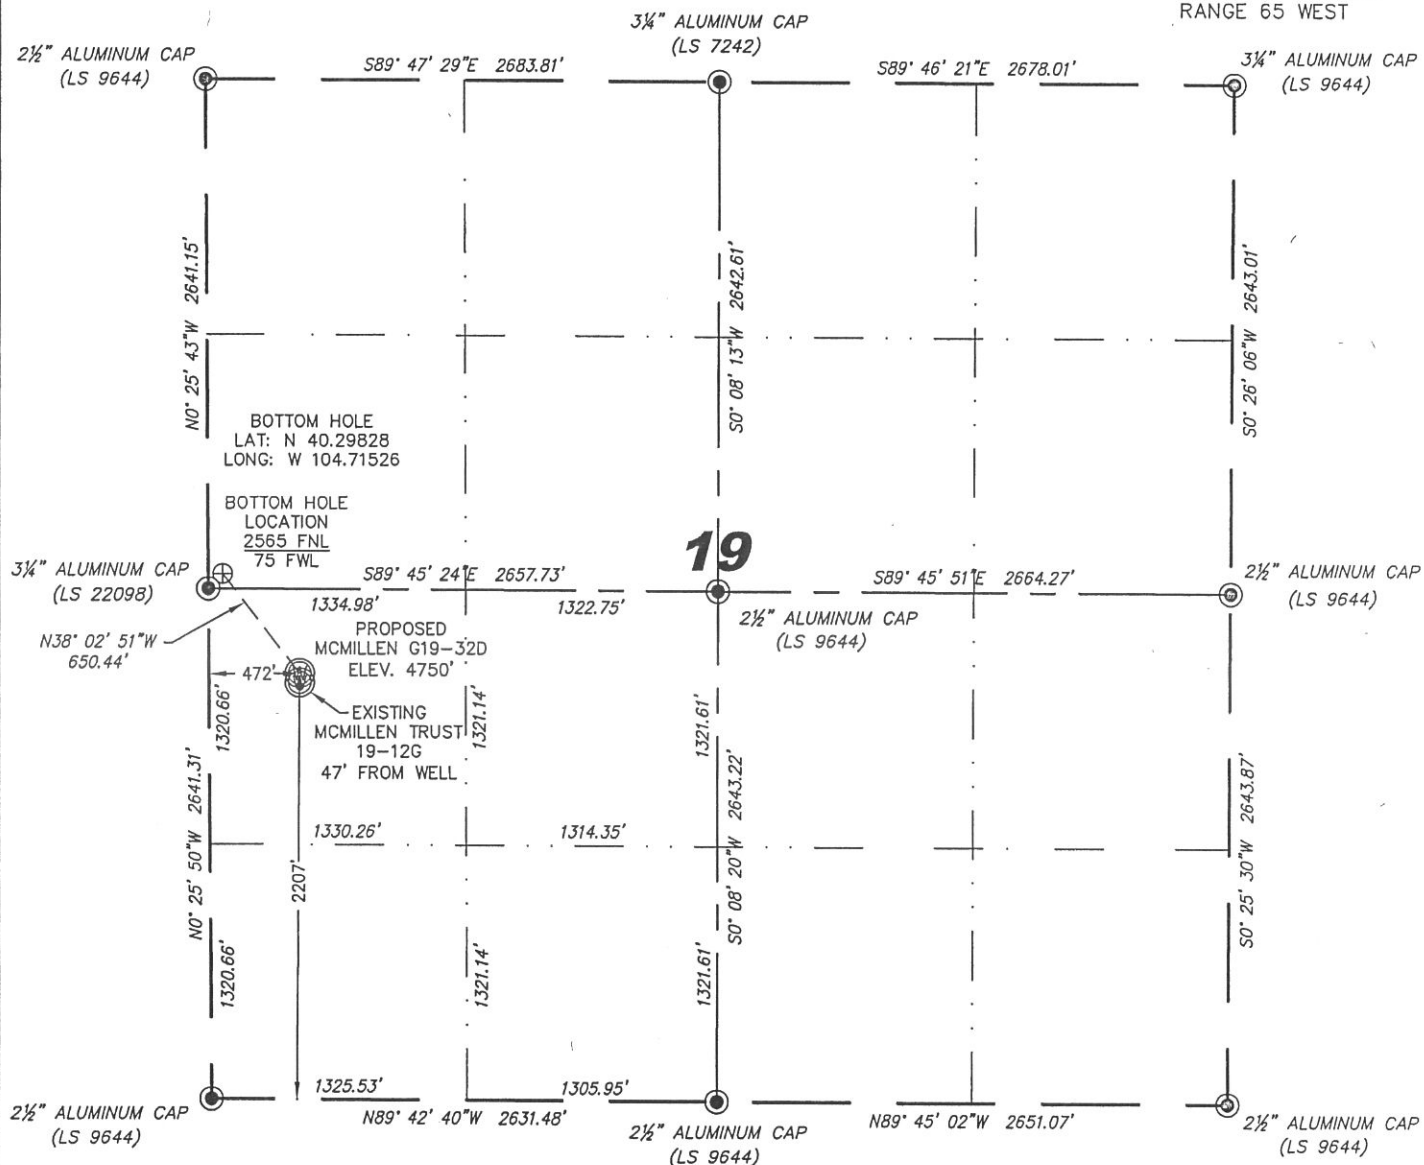 RANGE 65 WEST
3¼" ALUMINUM CAP
(LS 7242)
2½" ALUMINUM CAP
(LS 9644)
S89° 47' 29"E 2683.81'
S89° 46' 21"E 2678.01'
3¼" ALUMINUM CAP
(LS 9644)
N0° 25' 43"W 2641.15'
S0° 08' 13"W 2642.61'
S0° 26' 06"W 2643.01'
BOTTOM HOLE
LAT: N 40.29828
LONG: W 104.71526
BOTTOM HOLE
LOCATION
2565 FNL
75 FWL
19
3¼" ALUMINUM CAP
(LS 22098)
S89° 45' 24"E 2657.73'
S89° 45' 51"E 2664.27'
2½" ALUMINUM CAP
(LS 9644)
1334.98'
1322.75'
2½" ALUMINUM CAP
(LS 9644)
N38° 02' 51"W
650.44'
PROPOSED
MCMILLEN G19-32D
ELEV. 4750'
472'
EXISTING
MCMILLEN TRUST
19-12G
47' FROM WELL
1320.66'
1321.14'
1321.61'
N0° 25' 50"W 2641.31'
S0° 08' 20"W 2643.22'
S0° 25' 30"W 2643.87'
1330.26'
1314.35'
2207'
1320.66'
1321.14'
1321.61'
1325.53'
1305.95'
2½" ALUMINUM CAP
(LS 9644)
N89° 42' 40"W 2631.48'
2½" ALUMINUM CAP
(LS 9644)
N89° 45' 02"W 2651.07'
2½" ALUMINUM CAP
(LS 9644)